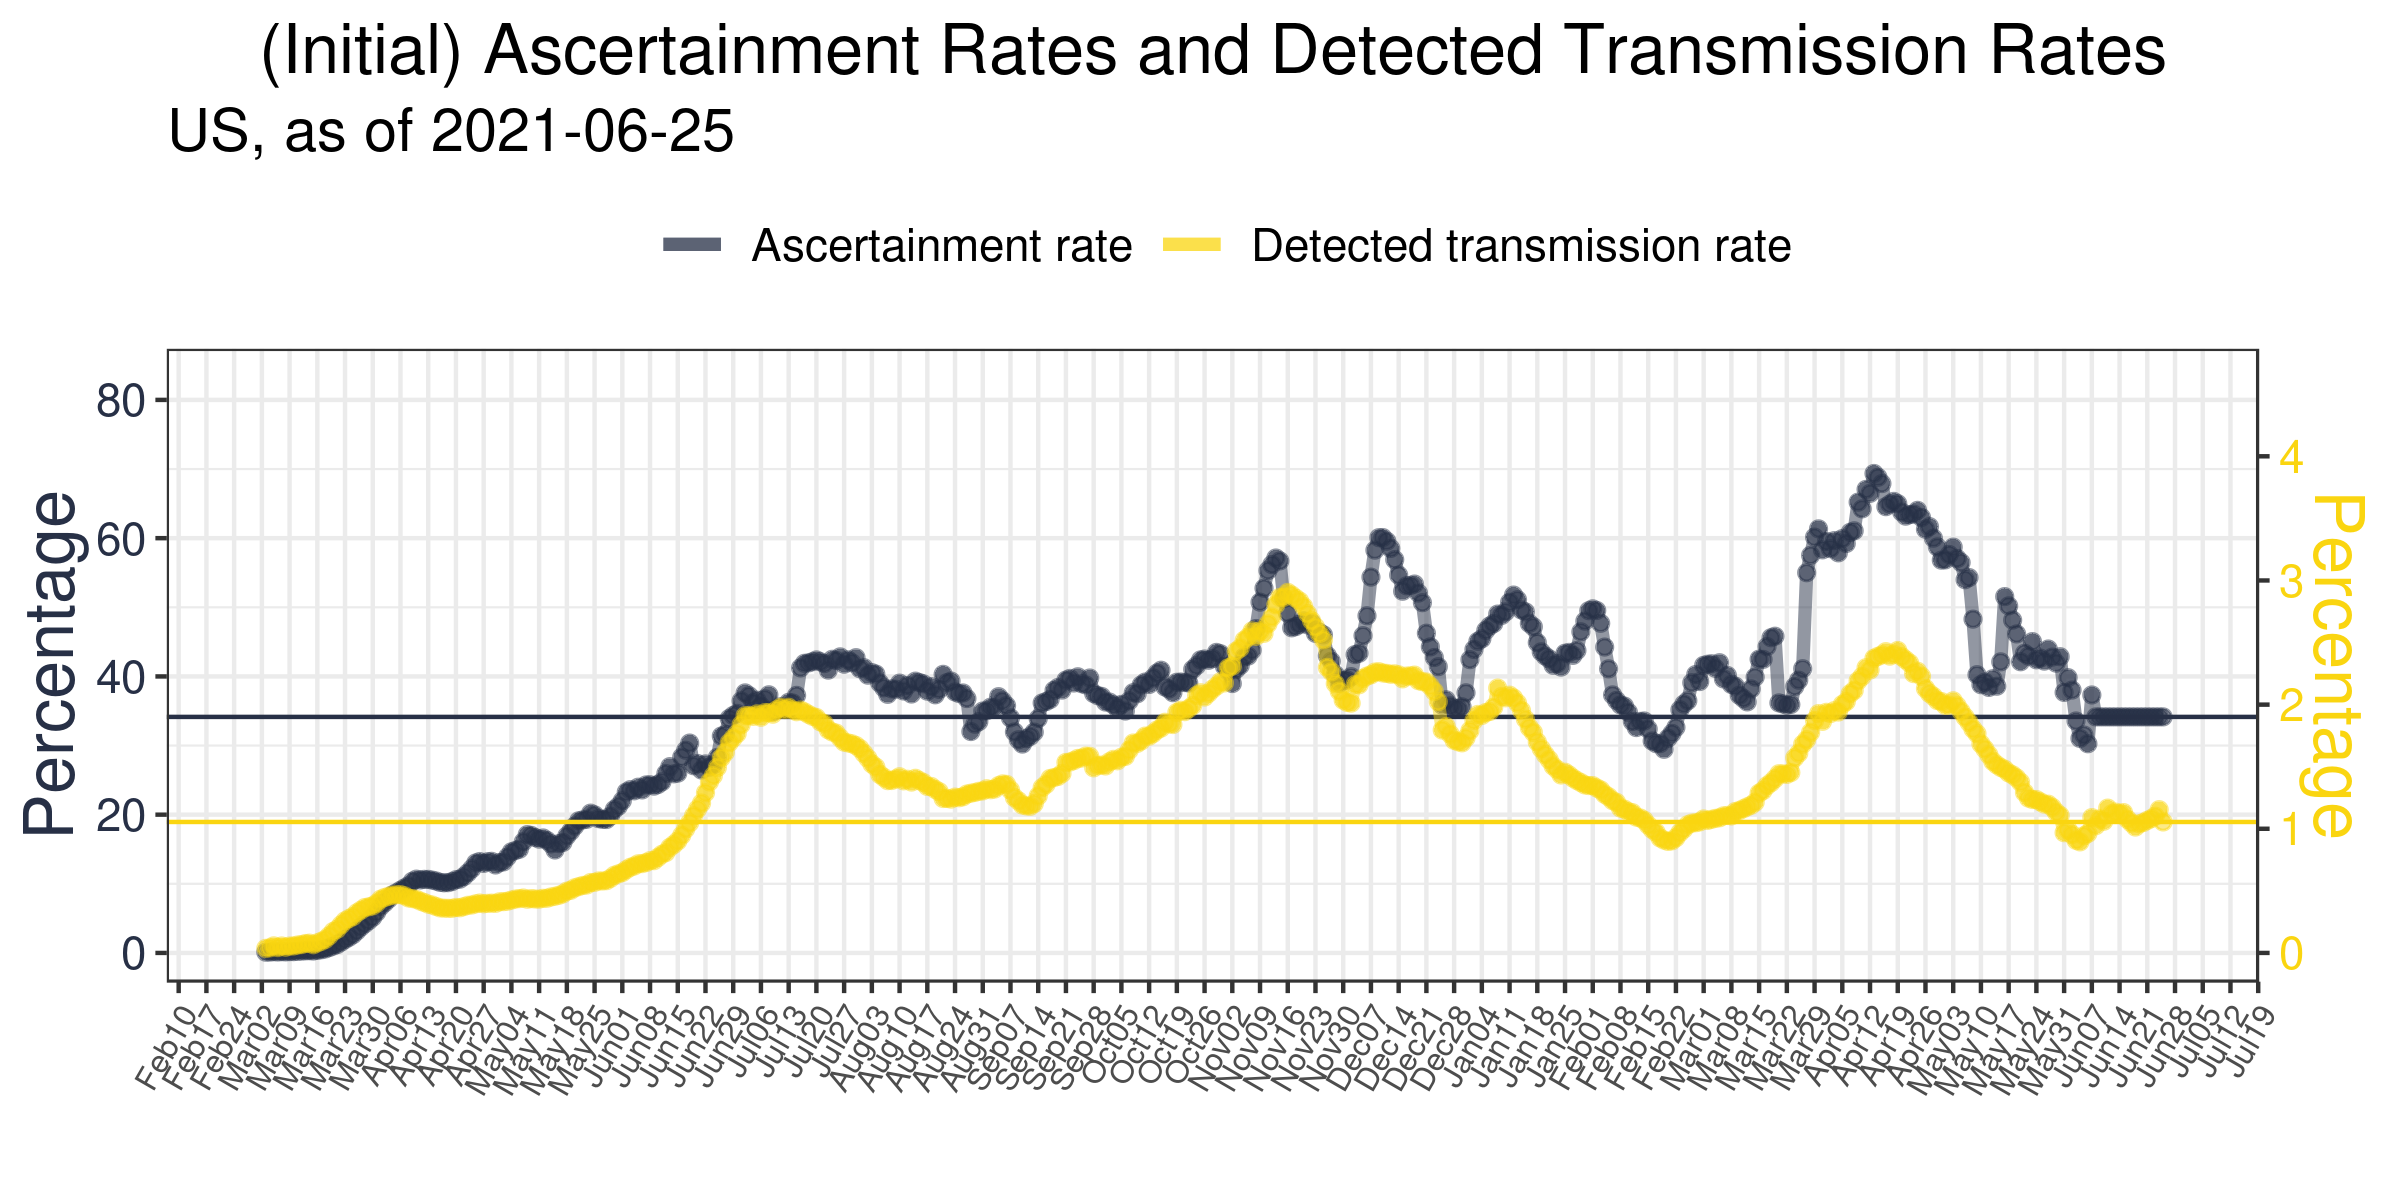 (Initial) Ascertainment Rates and Detected Transmission Rates
US, as of 2021-06-25
Ascertainment rate Detected transmission rate
Percentage
80
60
40
20
0
4
3
2
1
0
Percentage
Feb10 Feb17 Feb24 Mar02 Mar09 Mar16 Mar23 Mar30 Apr06 Apr13 Apr20 Apr27 May04 May11 May18 May25 Jun01 Jun08 Jun15 Jun22 Jun29 Jul06 Jul13 Jul20 Jul27 Aug03 Aug10 Aug17 Aug24 Aug31 Sep07 Sep14 Sep21 Sep28 Oct05 Oct12 Oct19 Oct26 Nov02 Nov09 Nov16 Nov23 Nov30 Dec07 Dec14 Dec21 Dec28 Jan04 Jan11 Jan18 Jan25 Feb01 Feb08 Feb15 Feb22 Mar01 Mar08 Mar15 Mar22 Mar29 Apr05 Apr12 Apr19 Apr26 May03 May10 May17 May24 May31 Jun07 Jun14 Jun21 Jun28 Jul05 Jul12 Jul19